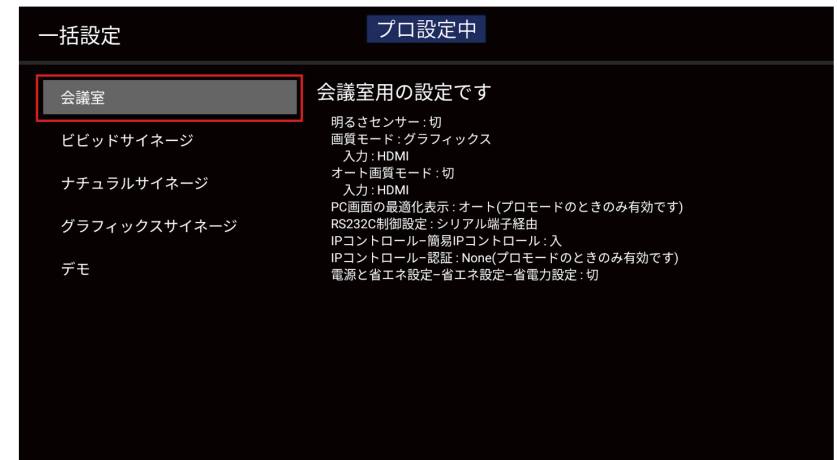 一括設定
プロ設定中
会議室
ビビッドサイネージ
ナチュラルサイネージ
グラフィックスサイネージ
デモ
会議室用の設定です
明るさセンサー : 切
画質モード : グラフィックス
入力 : HDMI
オート画質モード : 切
入力 : HDMI
PC画面の最適化表示 : オート(プロモードのときのみ有効です)
RS232C制御設定 : シリアル端子経由
IPコントロール−簡易IPコントロール : 入
IPコントロール−認証 : None(プロモードのときのみ有効です)
電源と省エネ設定−省エネ設定−省電力設定 : 切